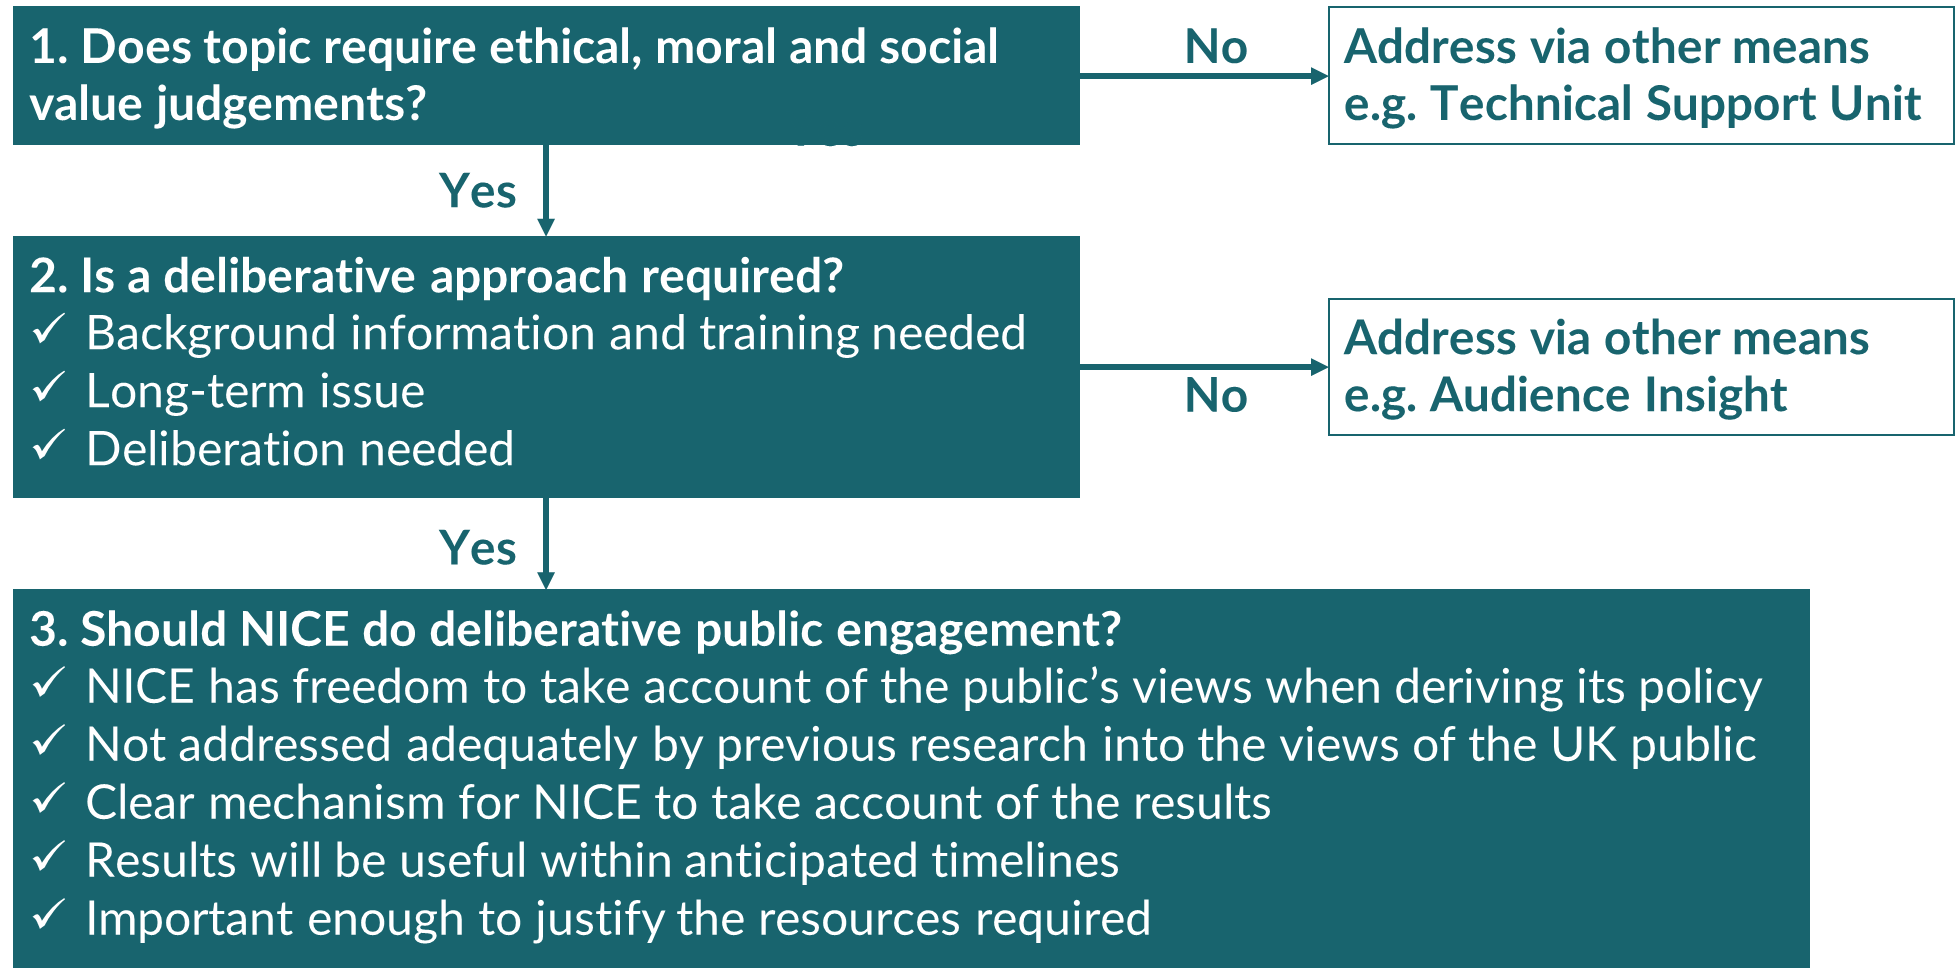 1. Does topic require ethical, moral and social
value judgements?
No
Address via other means
e.g. Technical Support Unit
Yes
2. Is a deliberative approach required?
✓ Background information and training needed
✓ Long-term issue
✓ Deliberation needed
No
Address via other means
e.g. Audience Insight
Yes
3. Should NICE do deliberative public engagement?
✓ NICE has freedom to take account of the public’s views when deriving its policy
✓ Not addressed adequately by previous research into the views of the UK public
✓ Clear mechanism for NICE to take account of the results
✓ Results will be useful within anticipated timelines
✓ Important enough to justify the resources required